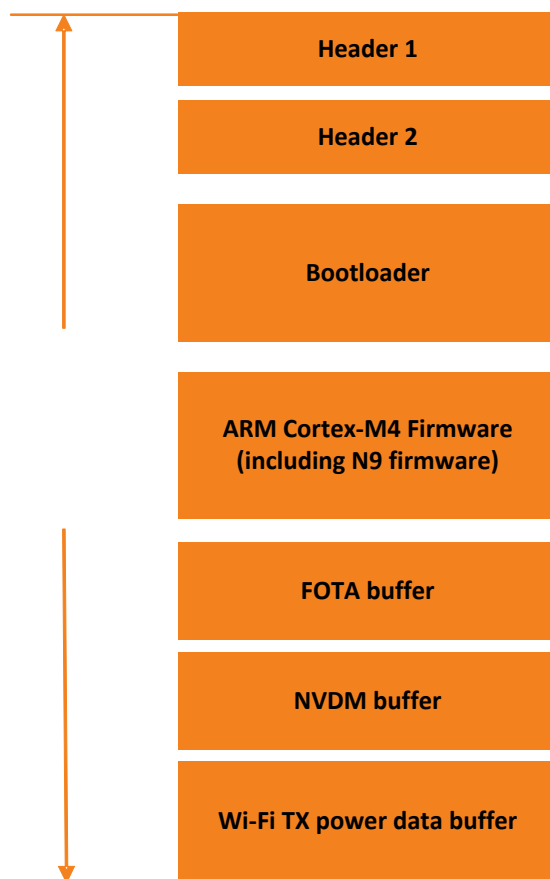 Header 1
Header 2
Bootloader
ARM Cortex-M4 Firmware
(including N9 firmware)
FOTA buffer
NVDM buffer
Wi-Fi TX power data buffer